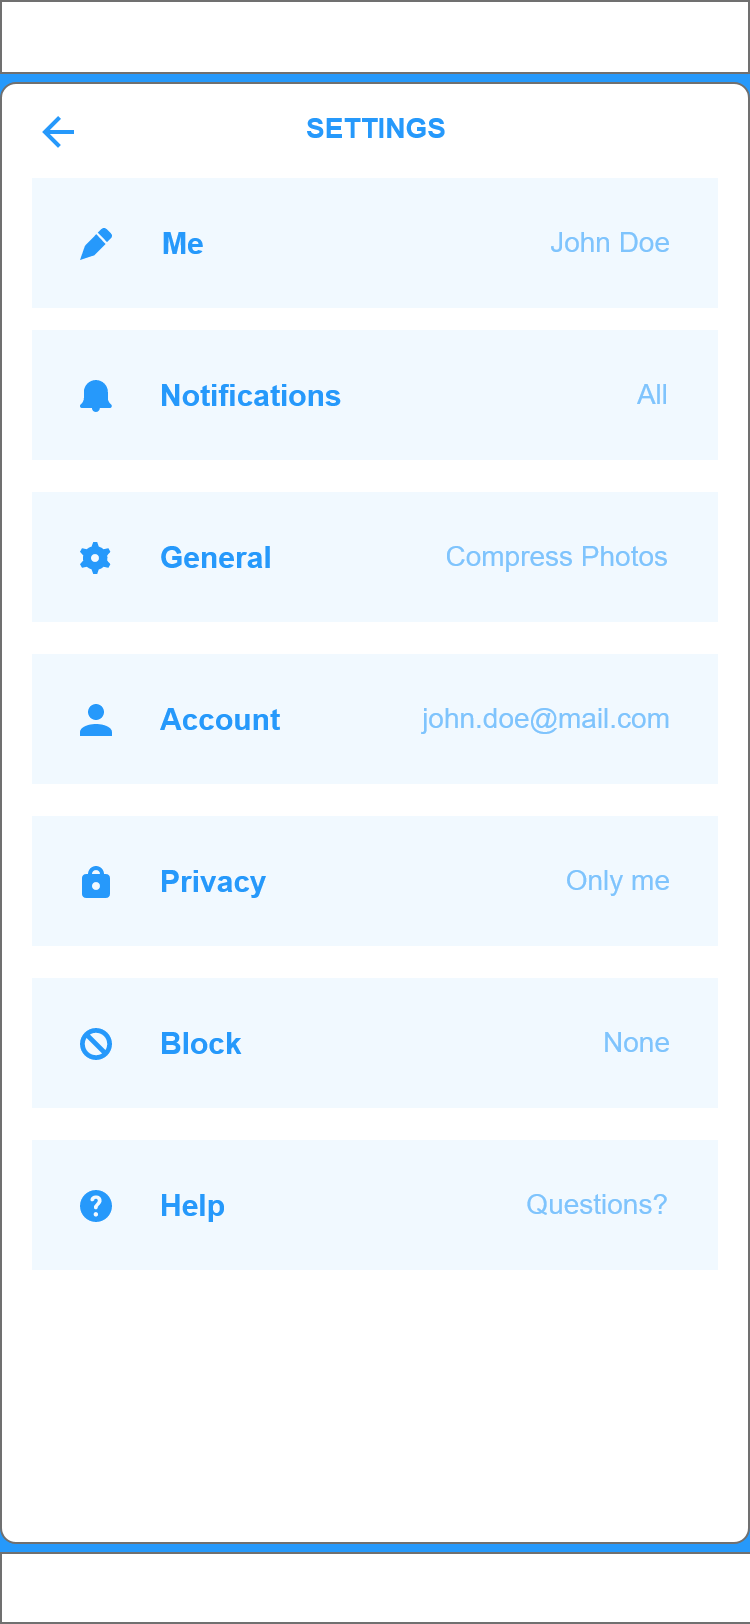 SETTINGS
Me John Doe
Notifications All
General Compress Photos
Account john.doe@mail.com
Privacy Only me
Block None
Help Questions?